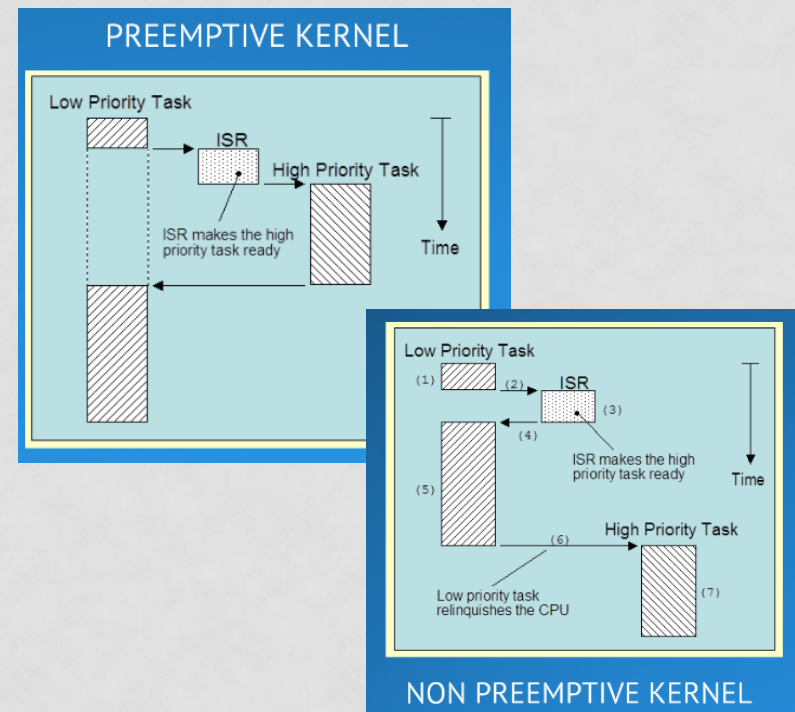 PREEMPTIVE KERNEL
Low Priority Task
ISR
High Priority Task
ISR makes the high
priority task ready
Time
Low Priority Task
(1)
(2)
ISR
(3)
(4)
ISR makes the high
priority task ready
Time
(5)
High Priority Task
(6)
Low priority task
relinquishes the CPU
(7)
NON PREEMPTIVE KERNEL